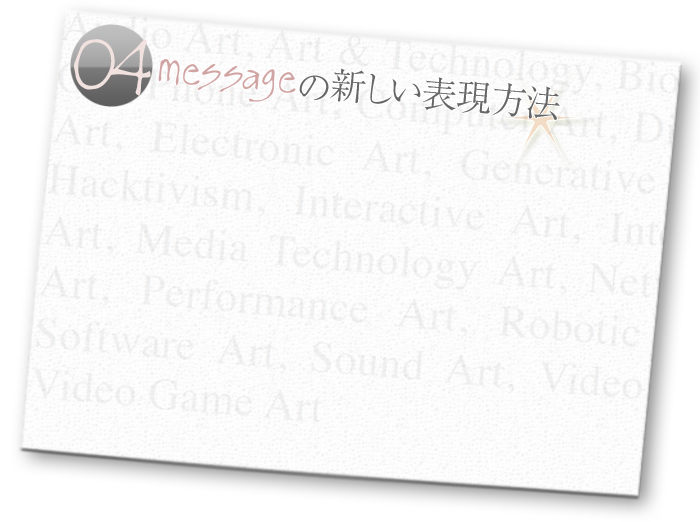 04 messageの新しい表現方法
Audio Art, Art & Technology, Bio
Art, Computer Art, Di
Art, Electronic Art, Generative
Hacktivism, Interactive Art, Int
Art, Media Technology Art, Net
Art, Performance Art, Robotic
Software Art, Sound Art, Video
Video Game Art